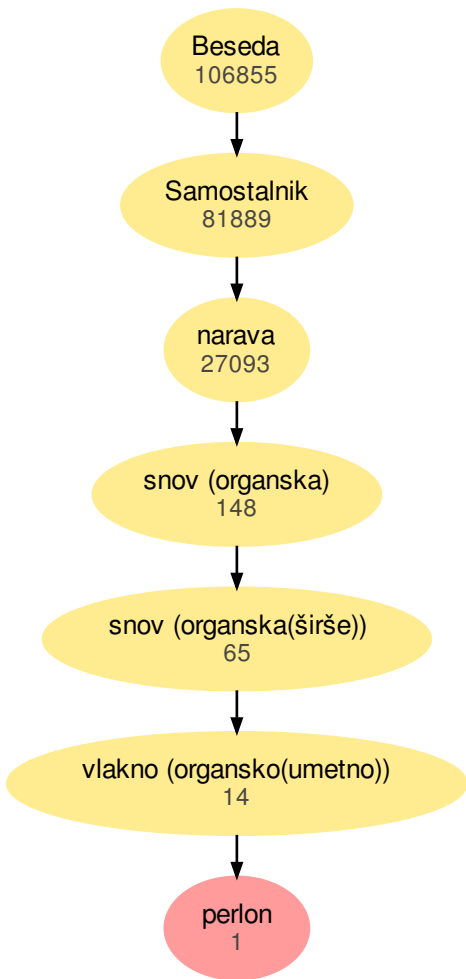 Beseda
106855
Samostalnik
81889
narava
27093
snov (organska)
148
snov (organska(širše))
65
vlakno (organsko(umetno))
14
perlon
1